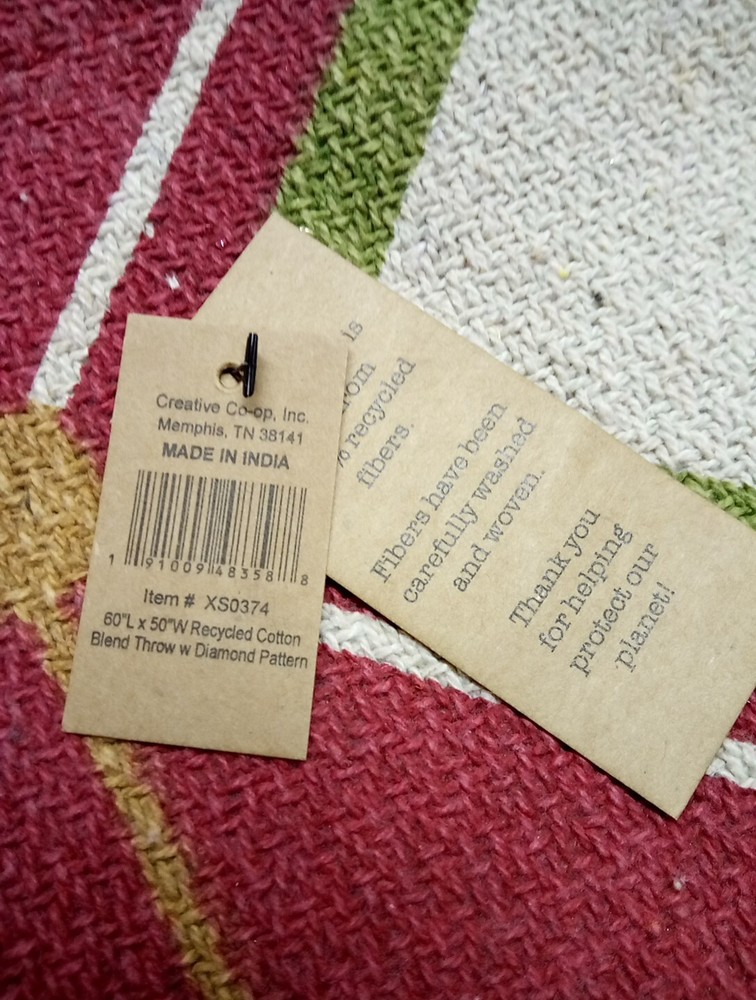 Creative Co-op, Inc.
Memphis, TN 38141
MADE IN INDIA
1 91009 48358 8
Item # XS0374
60"L x 50"W Recycled Cotton
Blend Throw w Diamond Pattern
is
% recycled
fibers.
Fibers have been
carefully washed
and woven.
Thank you
for helping
protect our
planet!